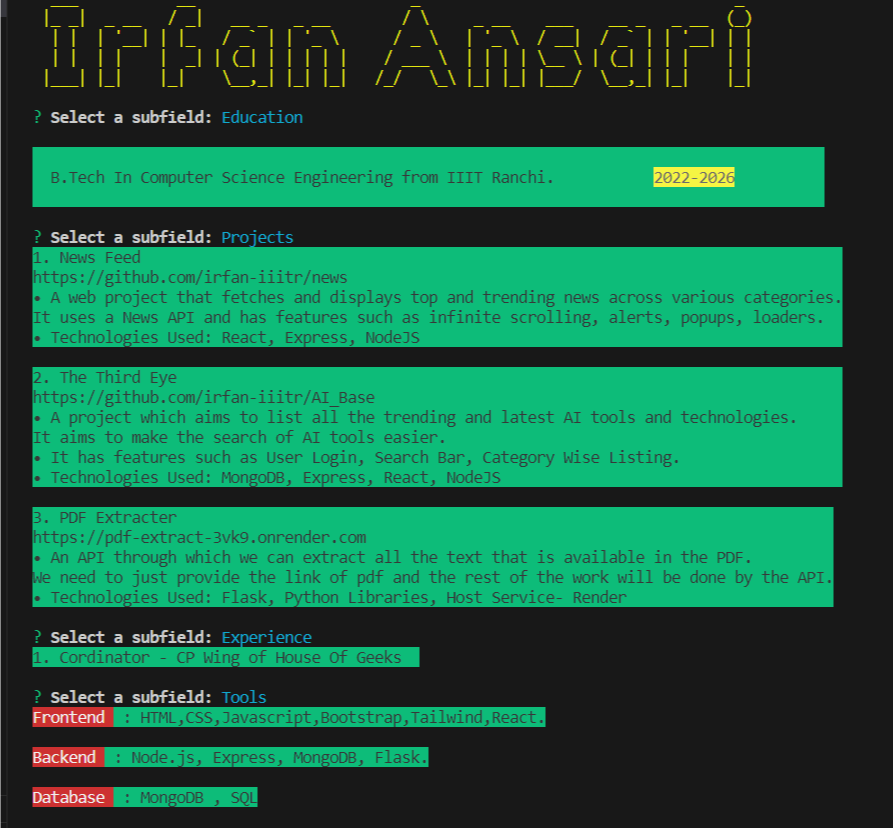 Irfan Ansari
? Select a subfield: Education
B.Tech In Computer Science Engineering from IIIT Ranchi. 2022-2026
? Select a subfield: Projects
1. News Feed
https://github.com/irfan-iiitr/news
• A web project that fetches and displays top and trending news across various categories.
It uses a News API and has features such as infinite scrolling, alerts, popups, loaders.
• Technologies Used: React, Express, NodeJS
2. The Third Eye
https://github.com/irfan-iiitr/AI_Base
• A project which aims to list all the trending and latest AI tools and technologies.
It aims to make the search of AI tools easier.
• It has features such as User Login, Search Bar, Category Wise Listing.
• Technologies Used: MongoDB, Express, React, NodeJS
3. PDF Extracter
https://pdf-extract-3vk9.onrender.com
• An API through which we can extract all the text that is available in the PDF.
We need to just provide the link of pdf and the rest of the work will be done by the API.
• Technologies Used: Flask, Python Libraries, Host Service- Render
? Select a subfield: Experience
1. Cordinator - CP Wing of House Of Geeks
? Select a subfield: Tools
Frontend : HTML,CSS,Javascript,Bootstrap,Tailwind,React.
Backend : Node.js, Express, MongoDB, Flask.
Database : MongoDB , SQL